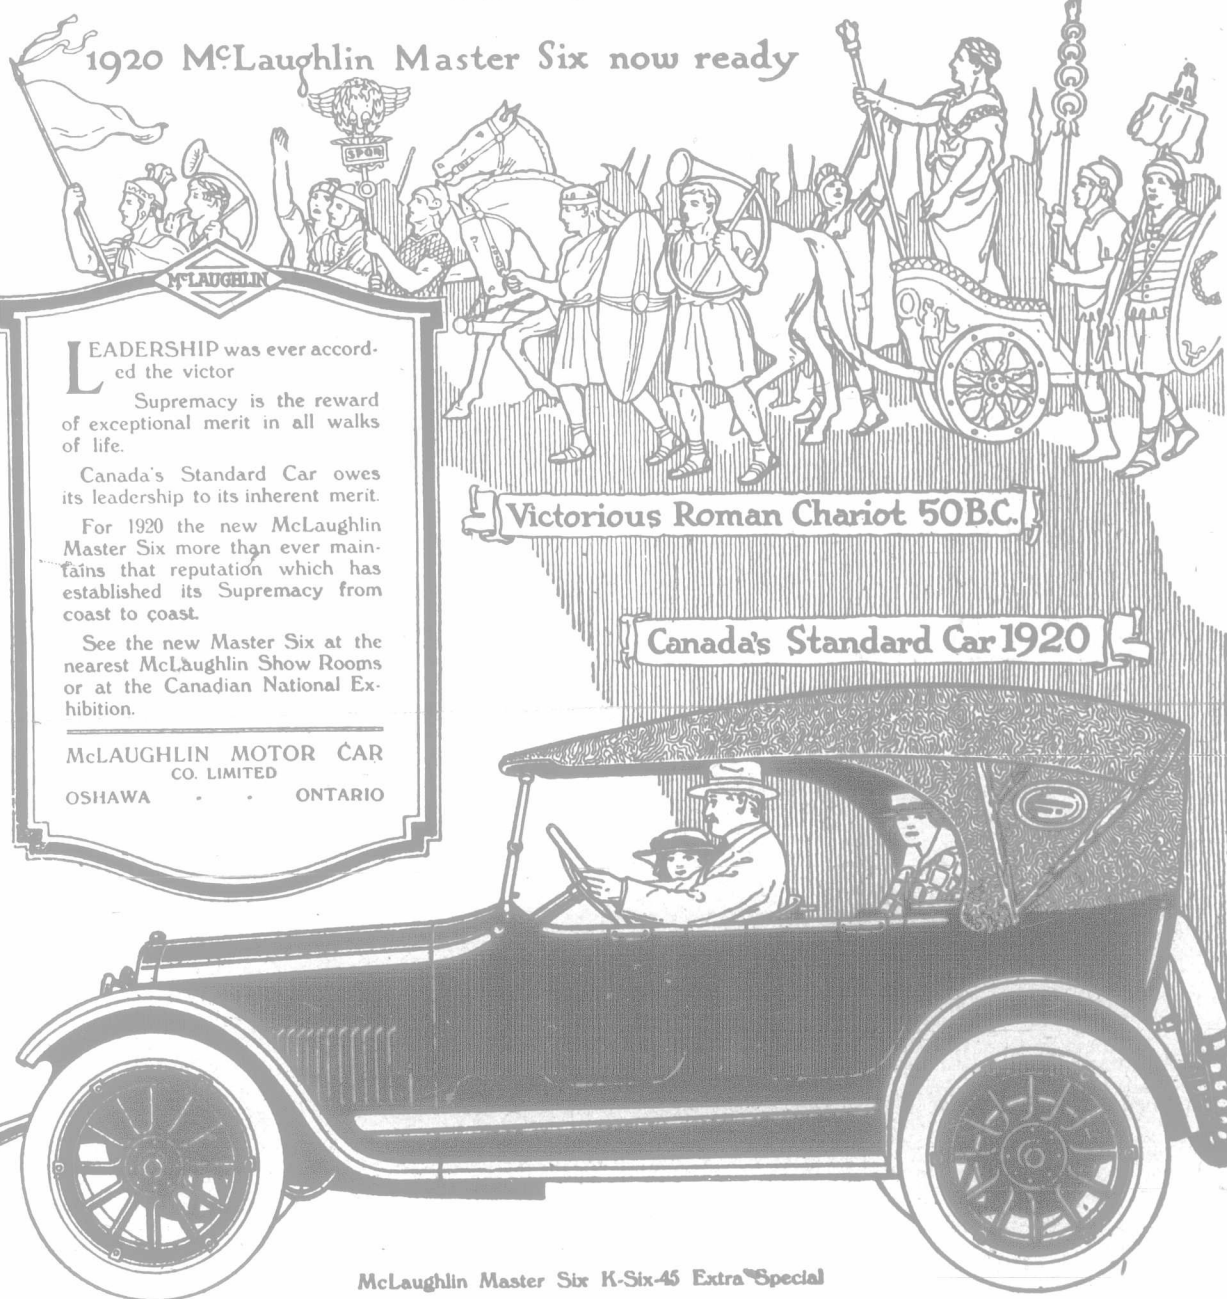 1920 McLaughlin Master Six now ready
SPQR
McLAUGHLIN
LEADERSHIP was ever accord-
ed the victor
Supremacy is the reward
of exceptional merit in all walks
of life.
Canada's Standard Car owes
its leadership to its inherent merit.
For 1920 the new McLaughlin
Master Six more than ever main-
tains that reputation which has
established its Supremacy from
coast to coast.
See the new Master Six at the
nearest McLaughlin Show Rooms
or at the Canadian National Ex-
hibition.
McLAUGHLIN MOTOR CAR
CO. LIMITED
OSHAWA - - ONTARIO
Victorious Roman Chariot 50 B.C.
Canada's Standard Car 1920
McLaughlin Master Six K-Six-45 Extra Special